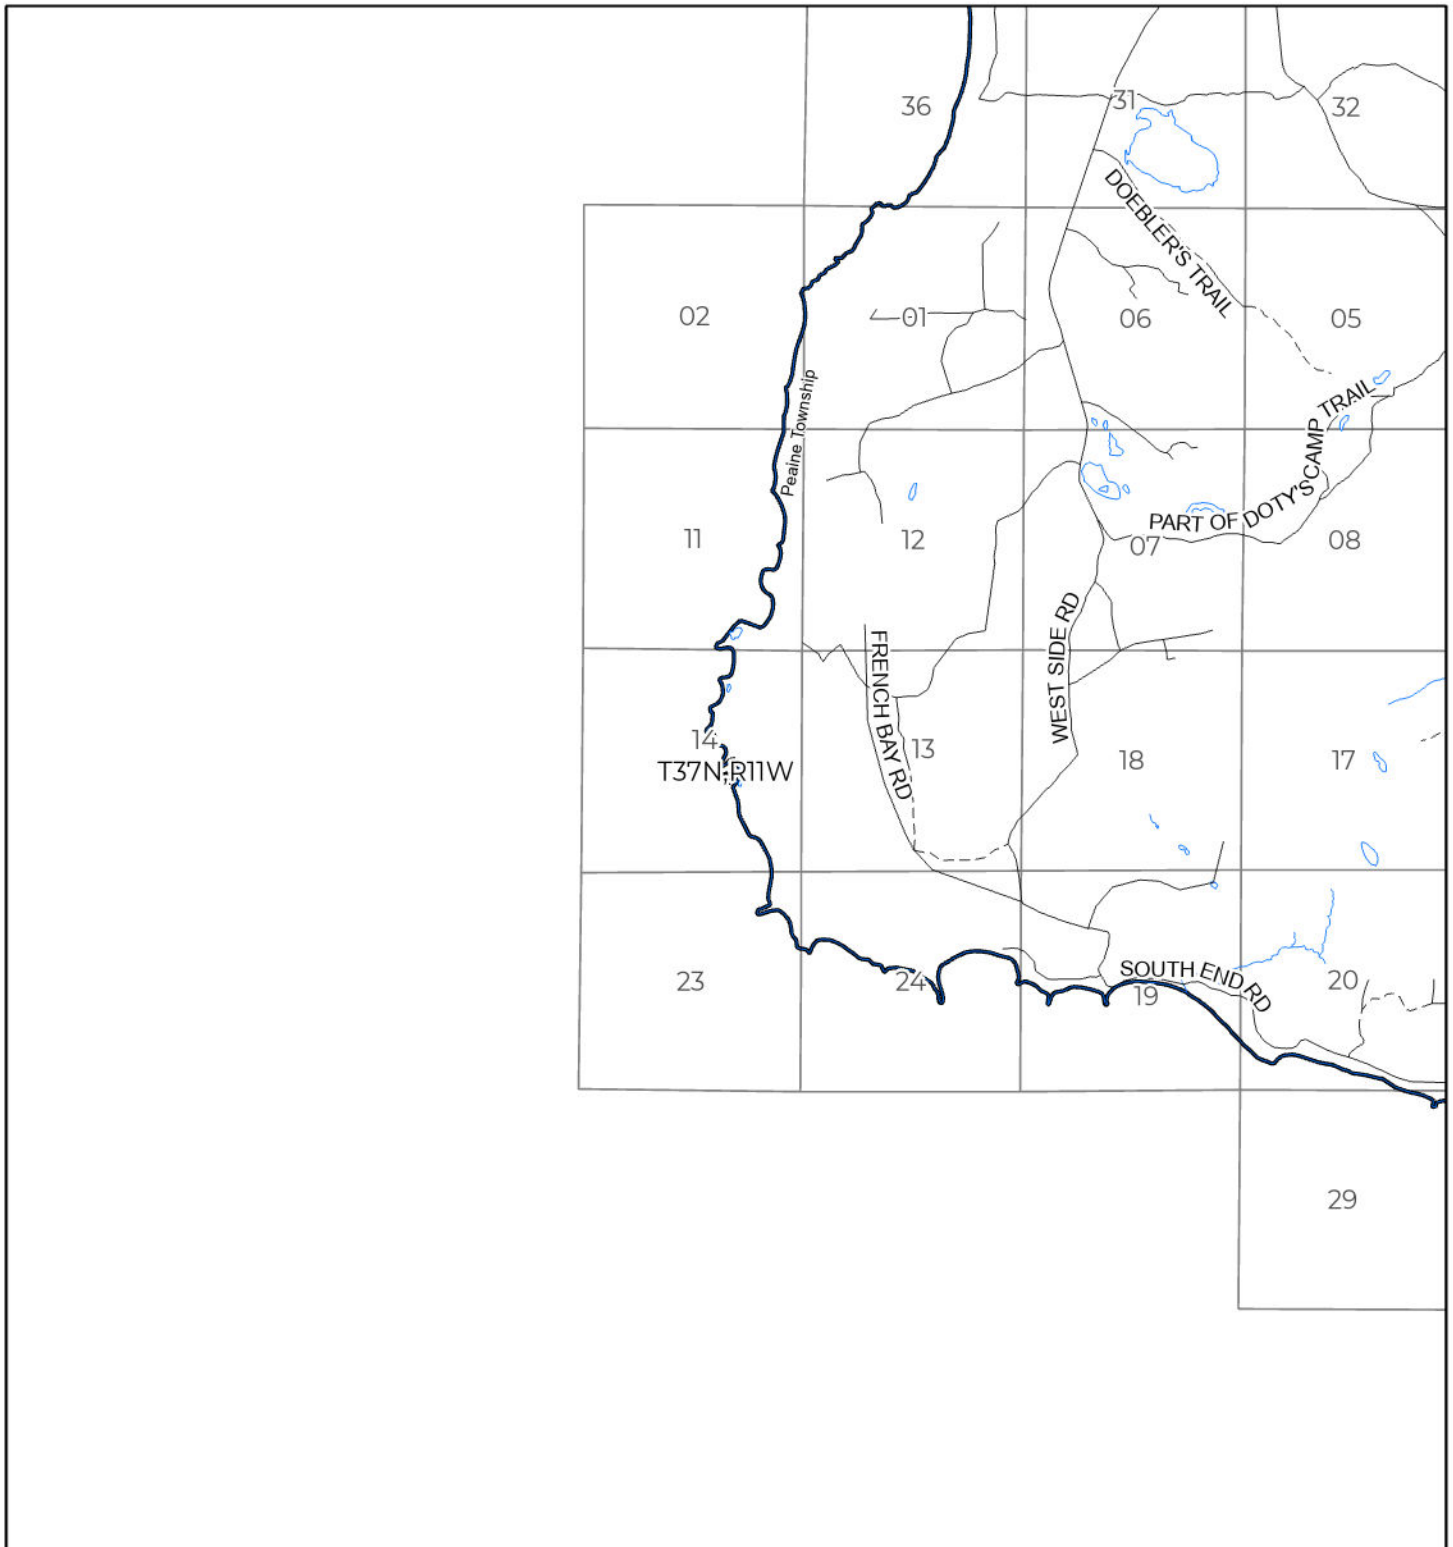 36
31
32
DOEBLER'S TRAIL
02
01
06
05
Peaine Township
PART OF DOTY'S CAMP TRAIL
11
12
07
08
FRENCH BAY RD
WEST SIDE RD
14
13
18
17
T37N,R11W
23
24
SOUTH END RD
19
20
29